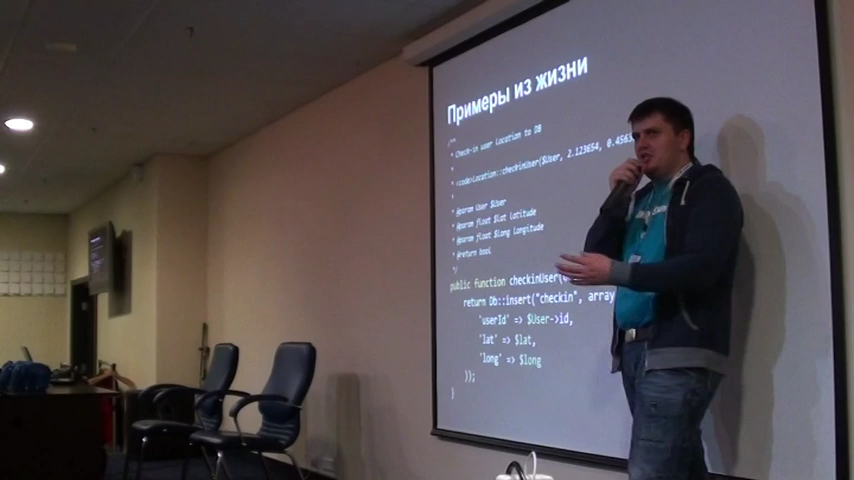 Примеры из жизни
/**
* Check-in user location to DB
*
* <code>Location::checkinUser($User, 2.123654, 0.4563
*
* @param User $User
* @param float $lat latitude
* @param float $long Longitude
* @return bool
*/
public function checkinUser(
return Db::insert("checkin", array
'userId' => $User->id,
'lat' => $lat,
'long' => $long
));
}